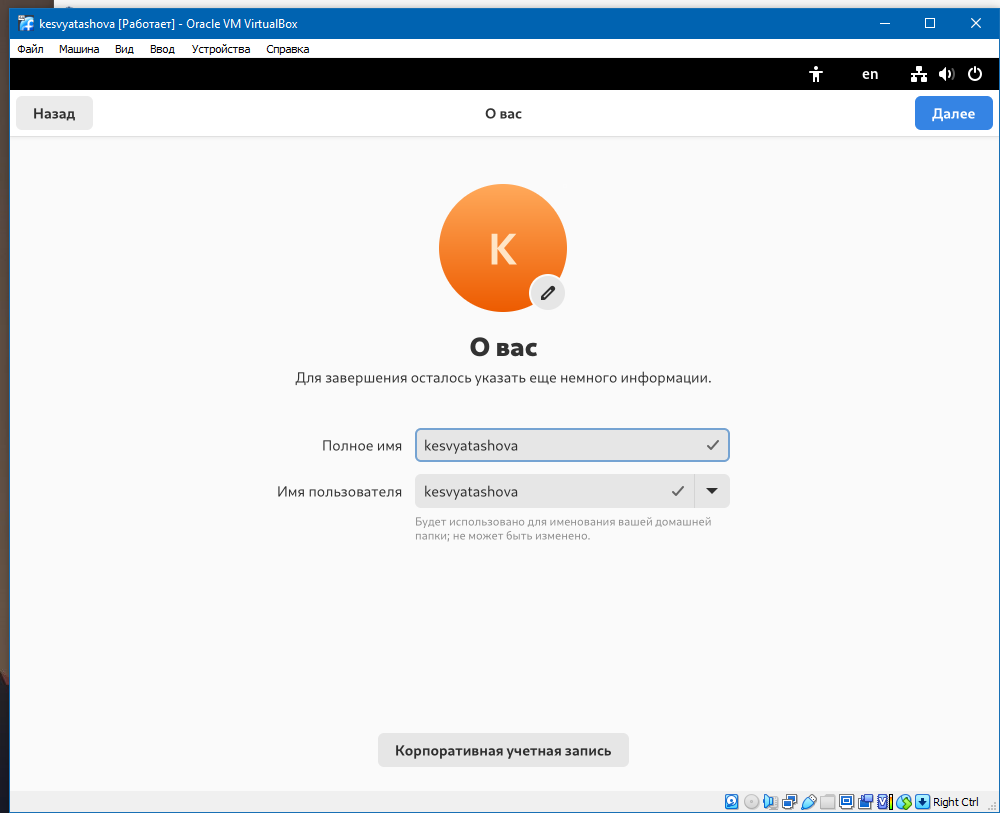 kesvyatashova [Работает] - Oracle VM VirtualBox
Файл Машина Вид Ввод Устройства Справка
en
Назад О вас Далее
K
О вас
Для завершения осталось указать еще немного информации.
Полное имя kesvyatashova
Имя пользователя kesvyatashova
Будет использовано для именования вашей домашней
папки; не может быть изменено.
Корпоративная учетная запись
Right Ctrl